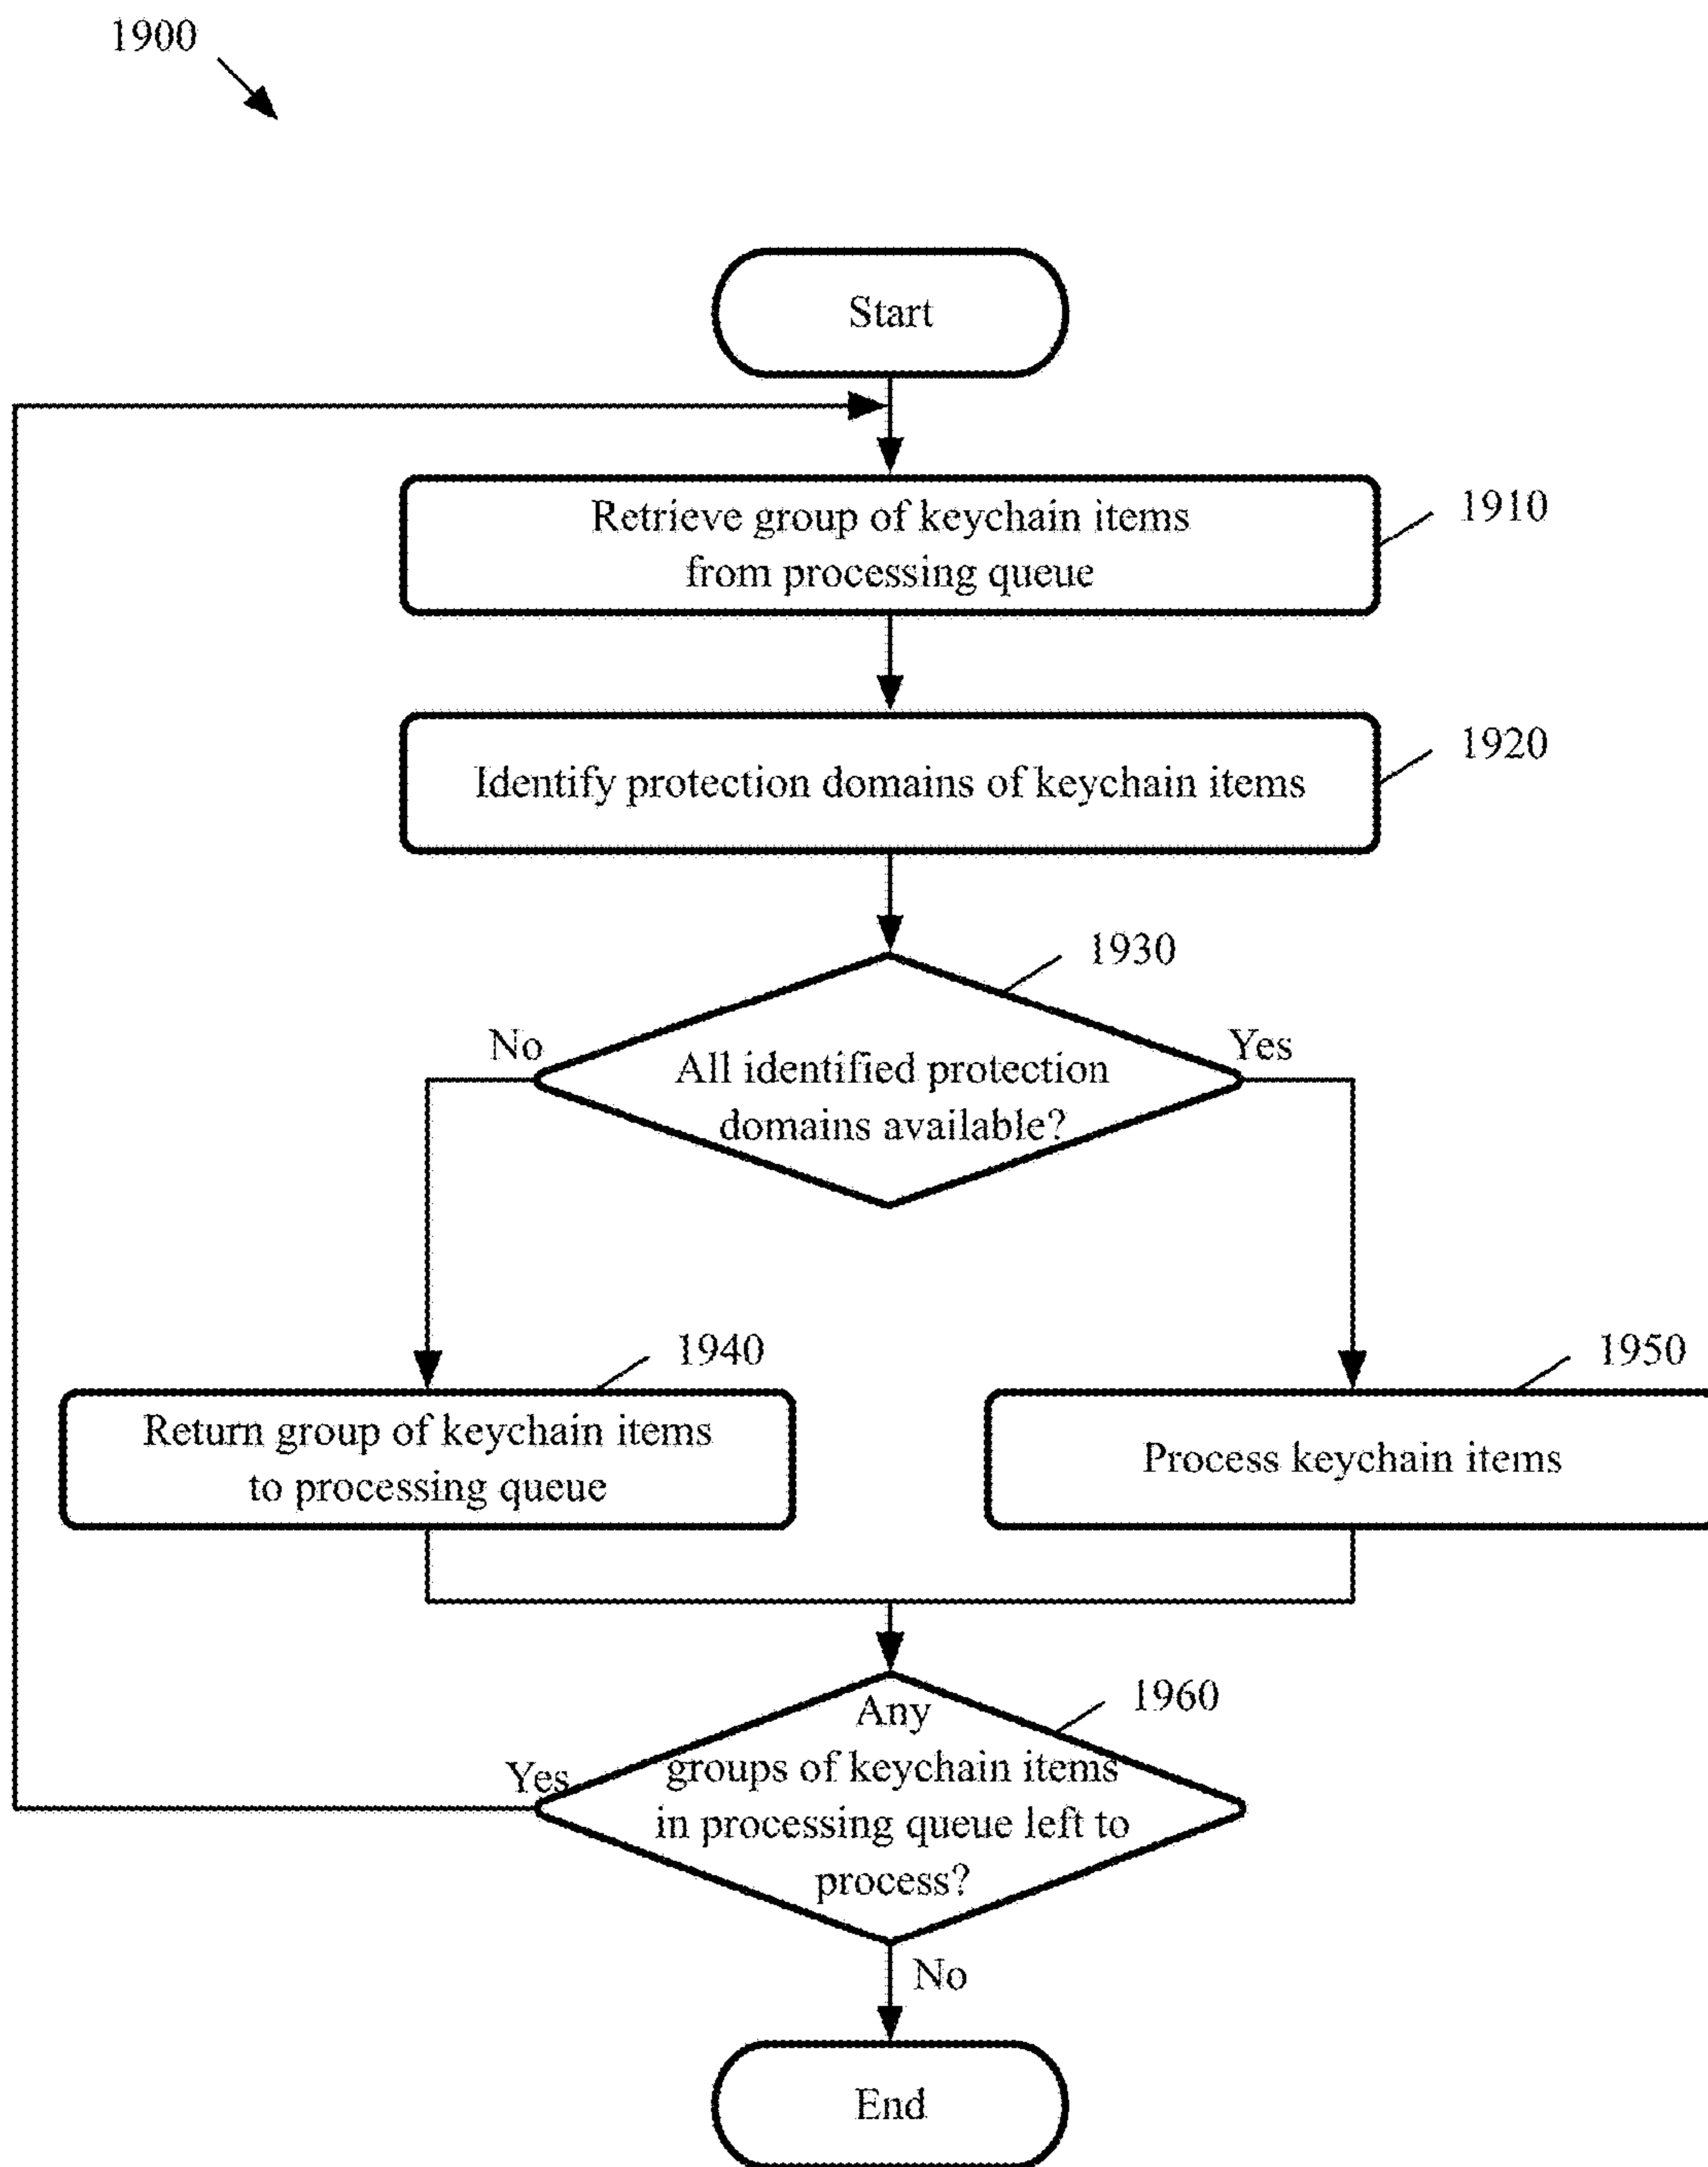 1900
Start
Retrieve group of keychain items
from processing queue
1910
Identify protection domains of keychain items
1920
1930
No
Yes
All identified protection
domains available?
1940
1950
Return group of keychain items
to processing queue
Process keychain items
1960
Any
groups of keychain items
in processing queue left to
process?
Yes
No
End